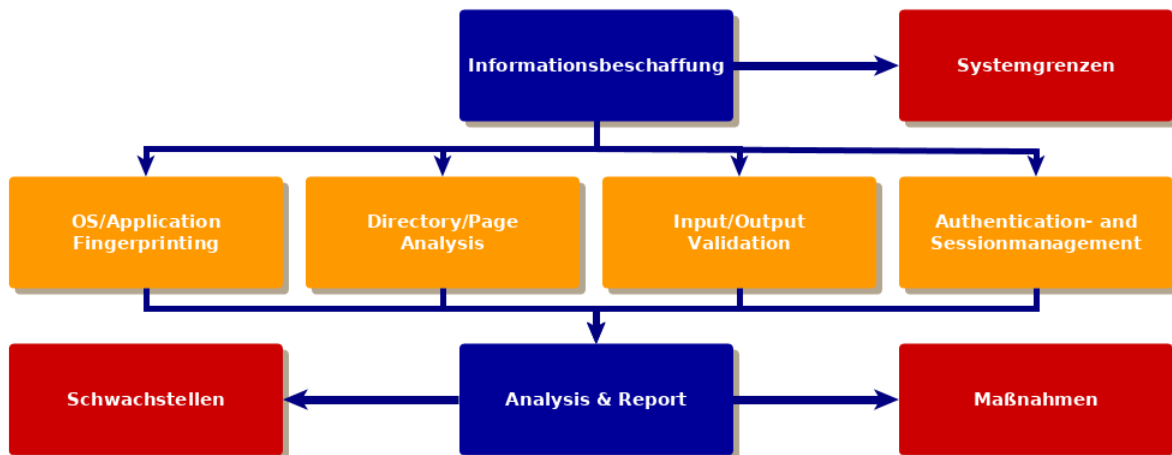 Informationsbeschaffung
Systemgrenzen
OS/Application
Fingerprinting
Directory/Page
Analysis
Input/Output
Validation
Authentication- and
Sessionmanagement
Schwachstellen
Analysis & Report
Maßnahmen